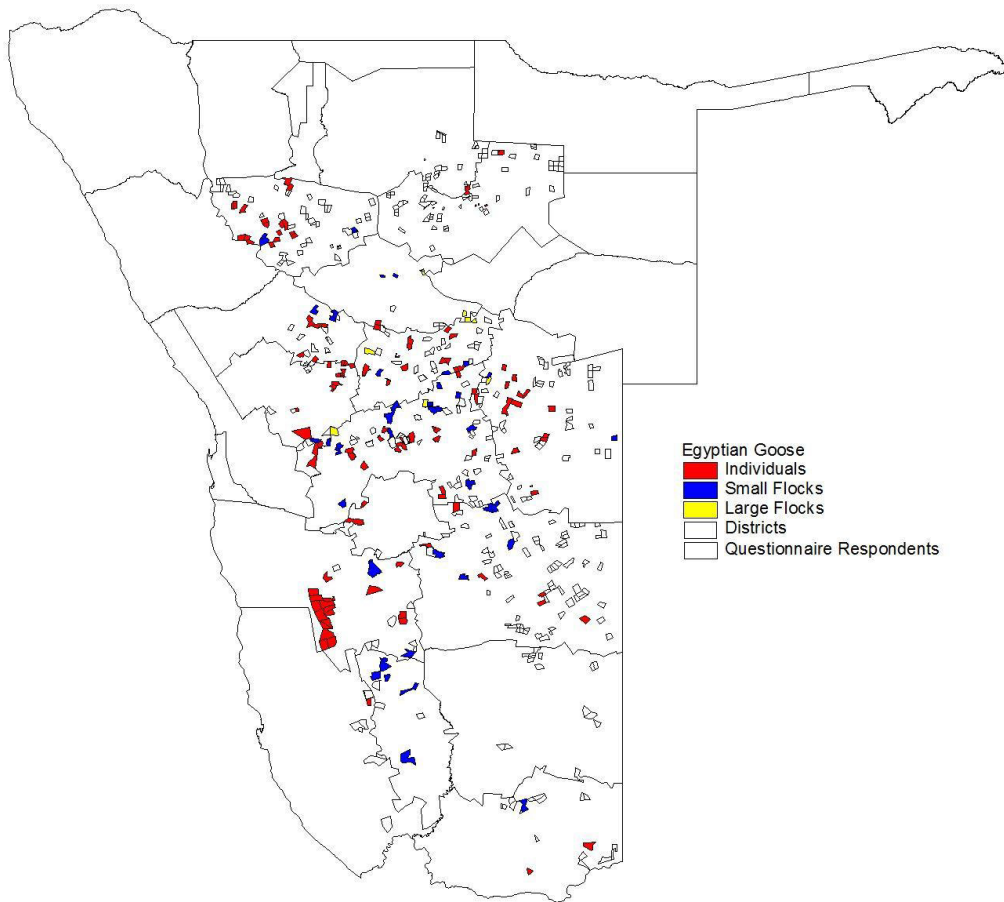 Egyptian Goose
Individuals
Small Flocks
Large Flocks
Districts
Questionnaire Respondents